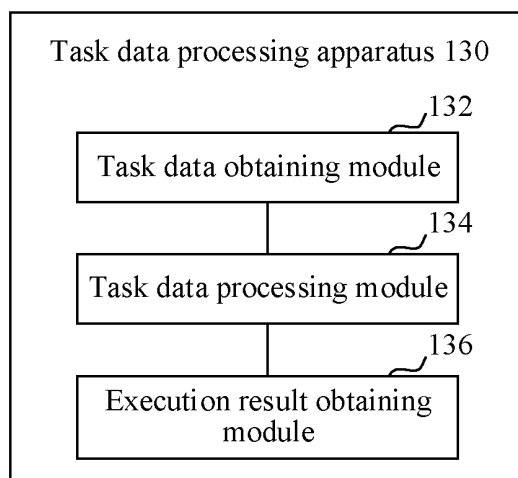 Task data processing apparatus 130
132
Task data obtaining module
134
Task data processing module
136
Execution result obtaining
module